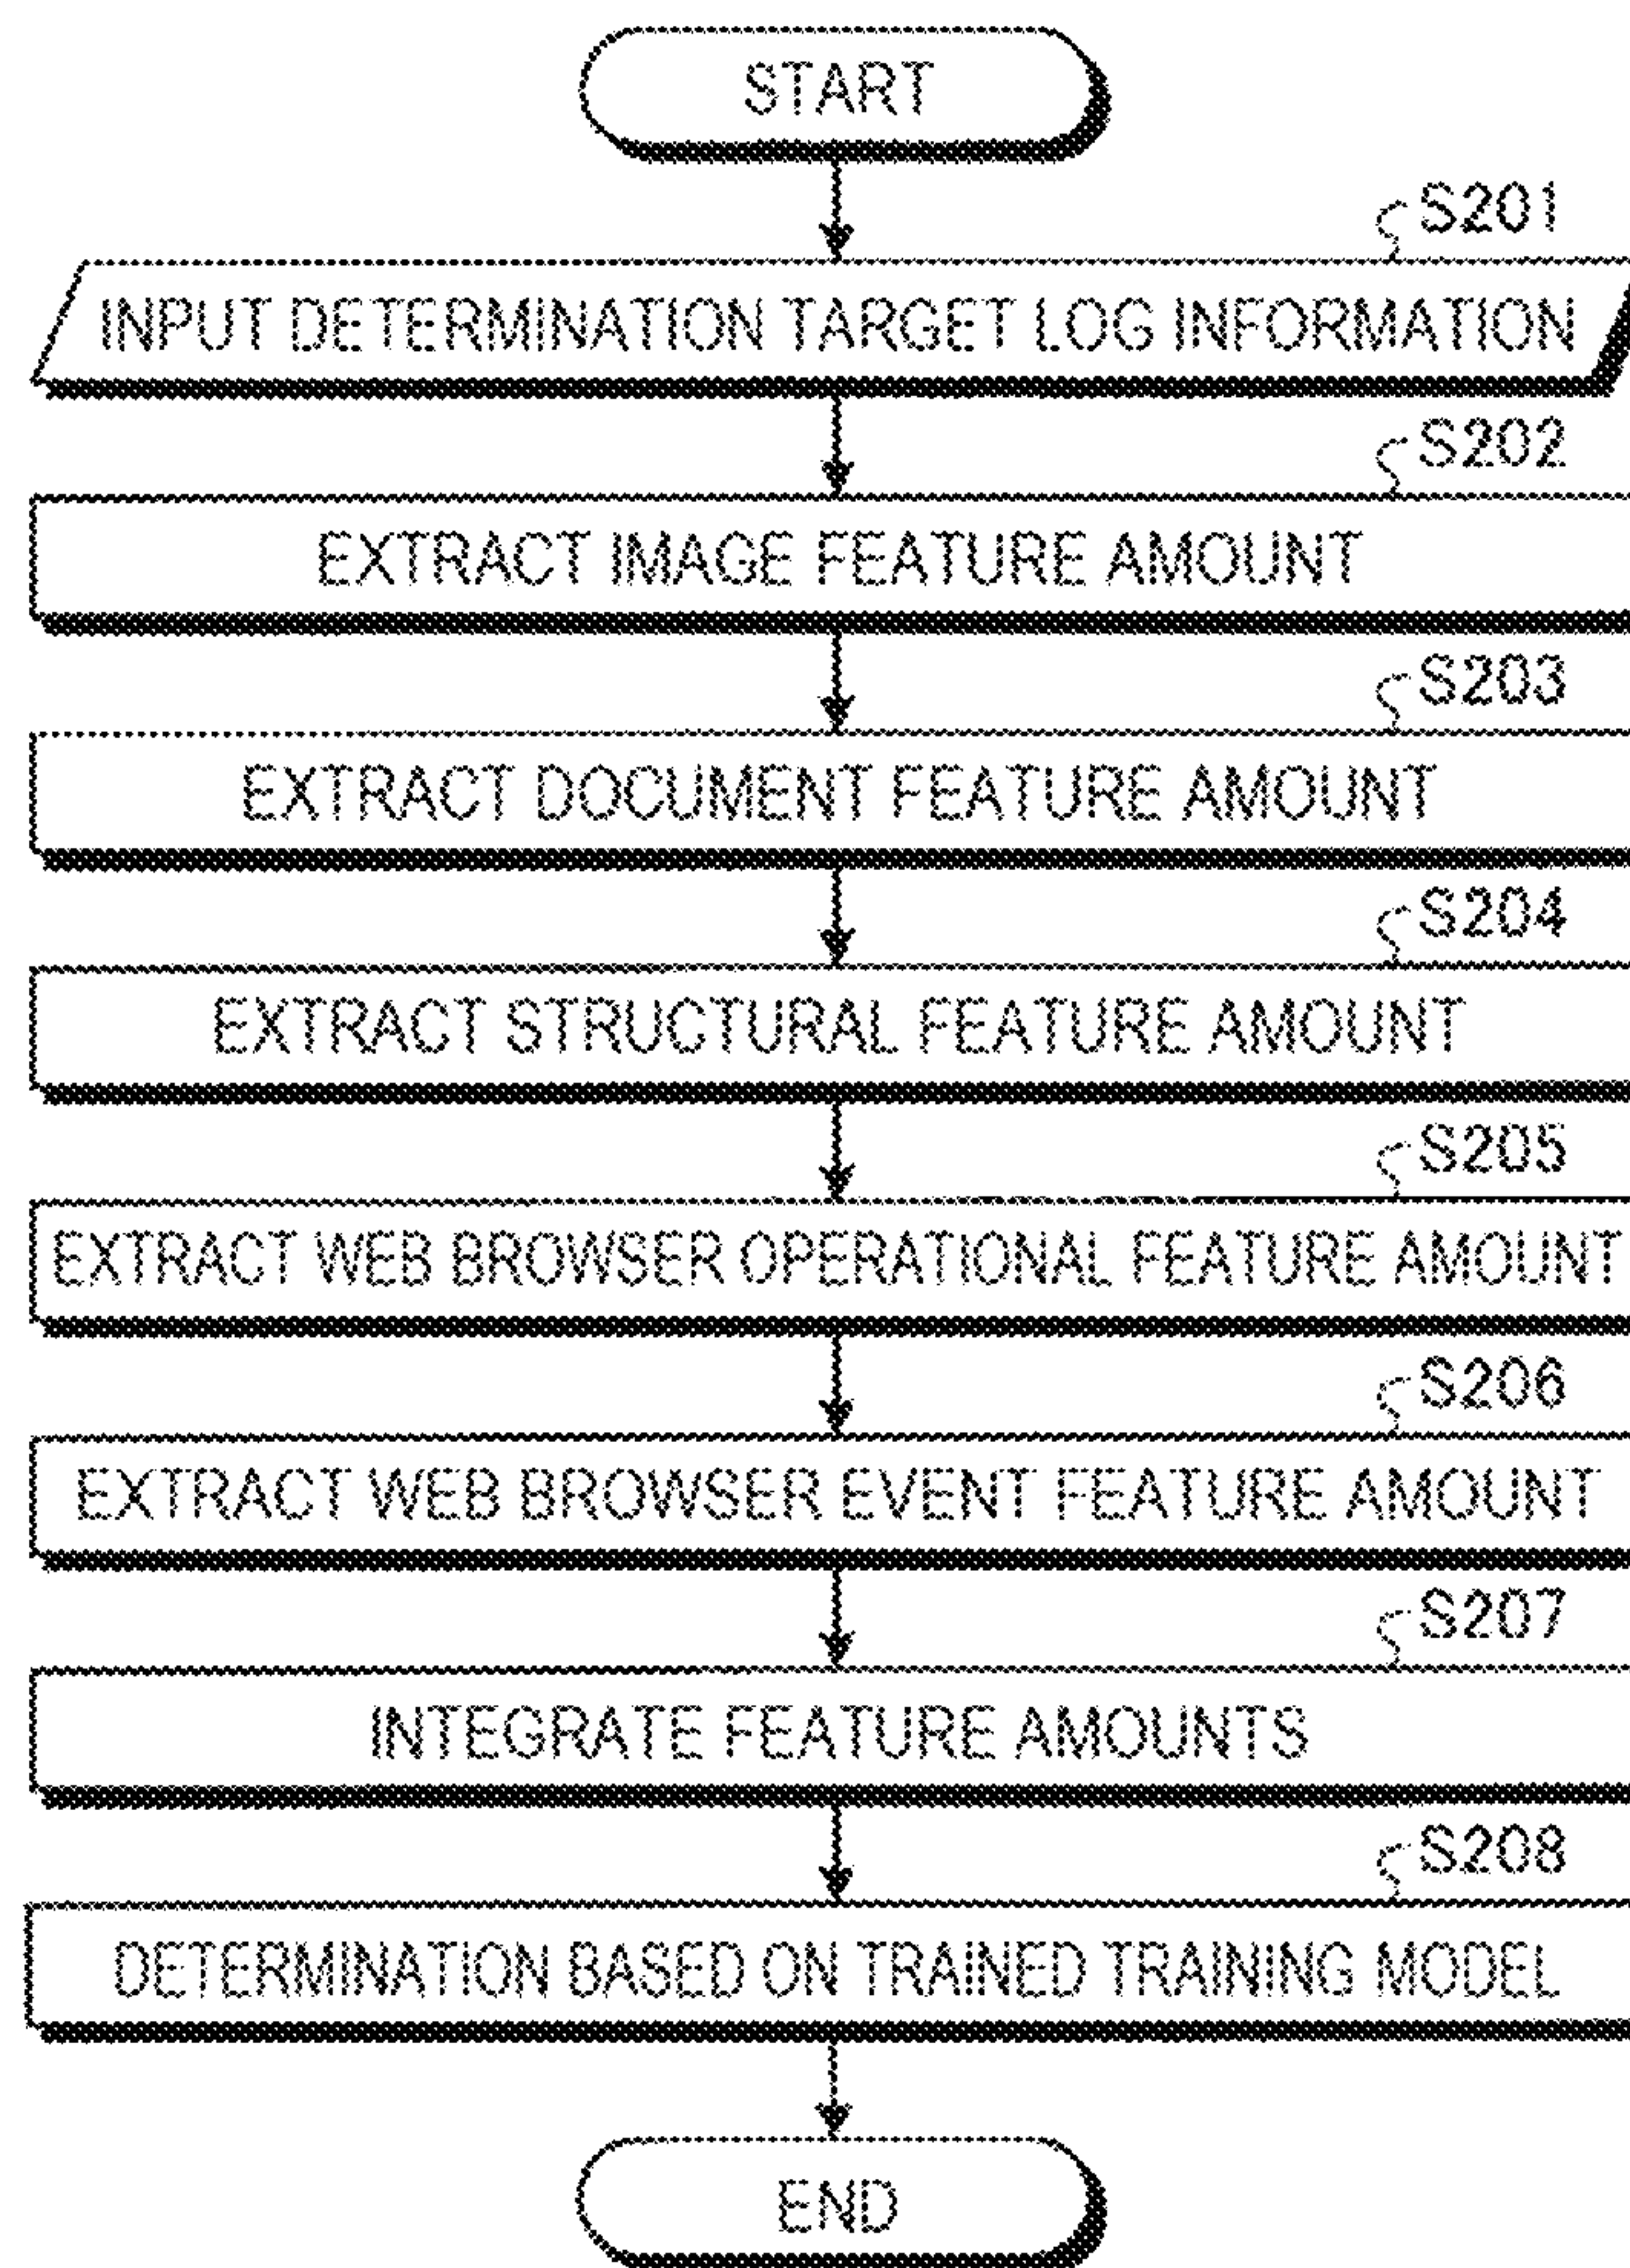 START
S201
INPUT DETERMINATION TARGET LOG INFORMATION
S202
EXTRACT IMAGE FEATURE AMOUNT
S203
EXTRACT DOCUMENT FEATURE AMOUNT
S204
EXTRACT STRUCTURAL FEATURE AMOUNT
S205
EXTRACT WEB BROWSER OPERATIONAL FEATURE AMOUNT
S206
EXTRACT WEB BROWSER EVENT FEATURE AMOUNT
S207
INTEGRATE FEATURE AMOUNTS
S208
DETERMINATION BASED ON TRAINED TRAINING MODEL
END